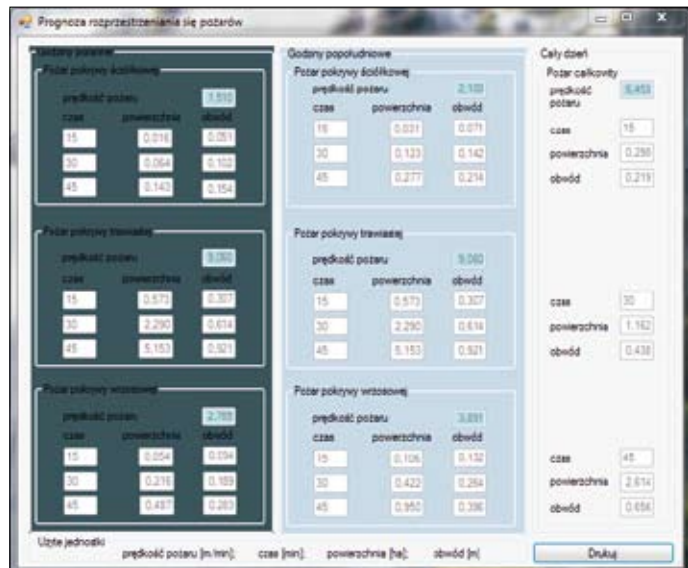 Prognoza rozprzestrzeniania się pożarów
Godziny poranne
Pożar pokrywy ściółkowej
prędkość pożaru 1,510
czas powierzchnia obwód
15 0,016 0,051
30 0,064 0,102
45 0,143 0,154
Pożar pokrywy trawiastej
prędkość pożaru 9,060
czas powierzchnia obwód
15 0,573 0,307
30 2,290 0,614
45 5,153 0,921
Pożar pokrywy wrzosowej
prędkość pożaru
czas powierzchnia obwód
15 0,054 0,094
30 0,216 0,189
45 0,487 0,283
Godziny popołudniowe
Pożar pokrywy ściółkowej
prędkość pożaru 2,100
czas powierzchnia obwód
15 0,031 0,071
30 0,123 0,142
45 0,277 0,214
Pożar pokrywy trawiastej
prędkość pożaru 9,060
czas powierzchnia obwód
15 0,573 0,307
30 2,290 0,614
45 5,153 0,921
Pożar pokrywy wrzosowej
prędkość pożaru
czas powierzchnia obwód
15 0,106 0,132
30 0,422 0,264
45 0,950 0,396
Cały dzień
Pożar całkowity
prędkość pożaru
czas 15
powierzchnia
obwód 0,219
czas 30
powierzchnia 1,162
obwód 0,438
czas 45
powierzchnia 2,614
obwód 0,656
Użyte jednostki
prędkość pożaru [m/min]; czas [min]; powierzchnia [ha]; obwód [m]
Drukuj